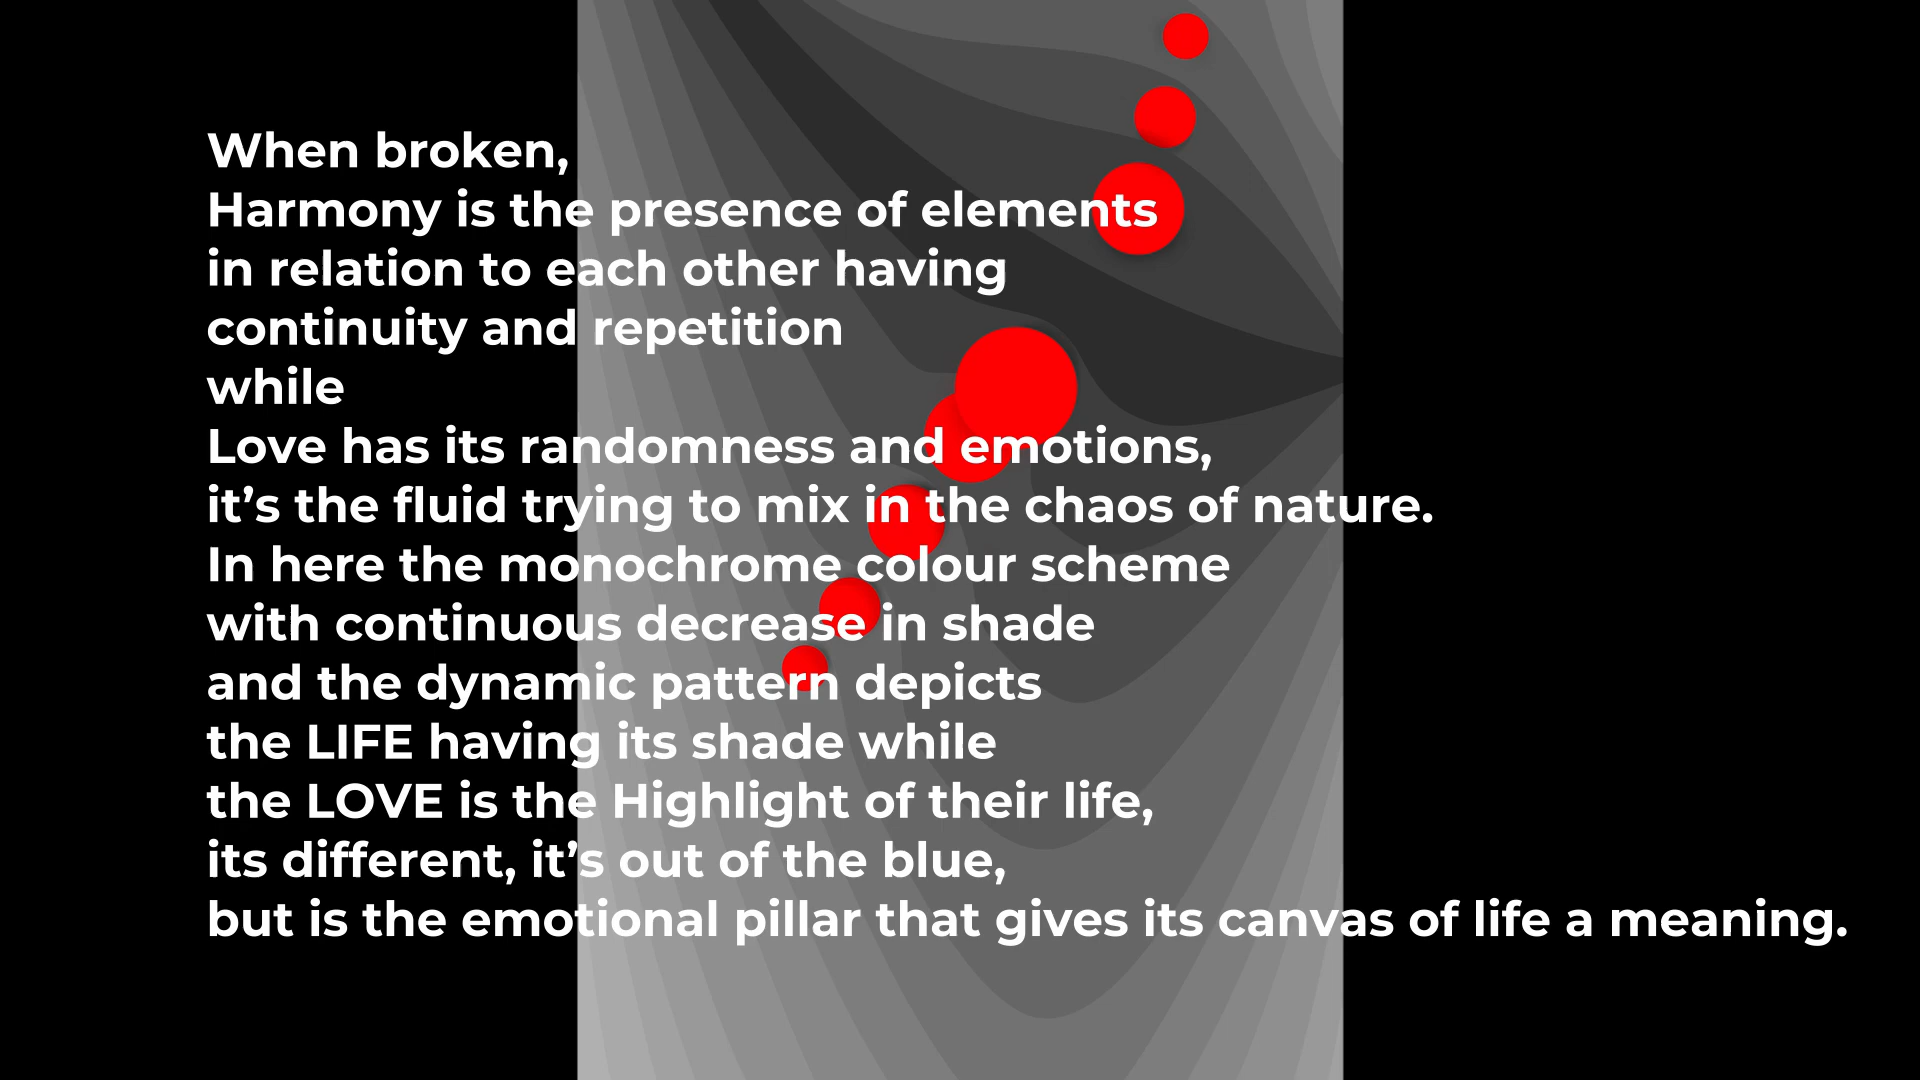 When broken,
Harmony is the presence of elements
in relation to each other having
continuity and repetition
while
Love has its randomness and emotions,
it’s the fluid trying to mix in the chaos of nature.
In here the monochrome colour scheme
with continuous decrease in shade
and the dynamic pattern depicts
the LIFE having its shade while
the LOVE is the Highlight of their life,
its different, it’s out of the blue,
but is the emotional pillar that gives its canvas of life a meaning.